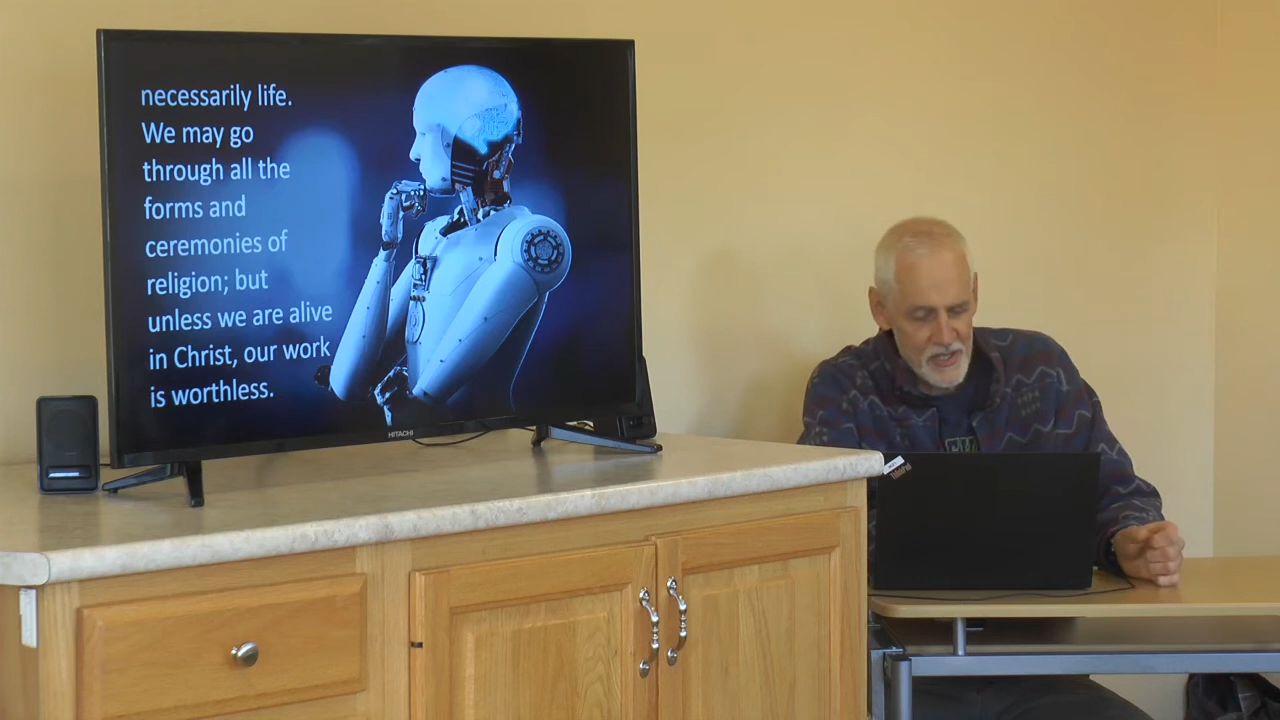 necessarily life.
We may go
through all the
forms and
ceremonies of
religion; but
unless we are alive
in Christ, our work
is worthless.
HITACHI
ThinkPad